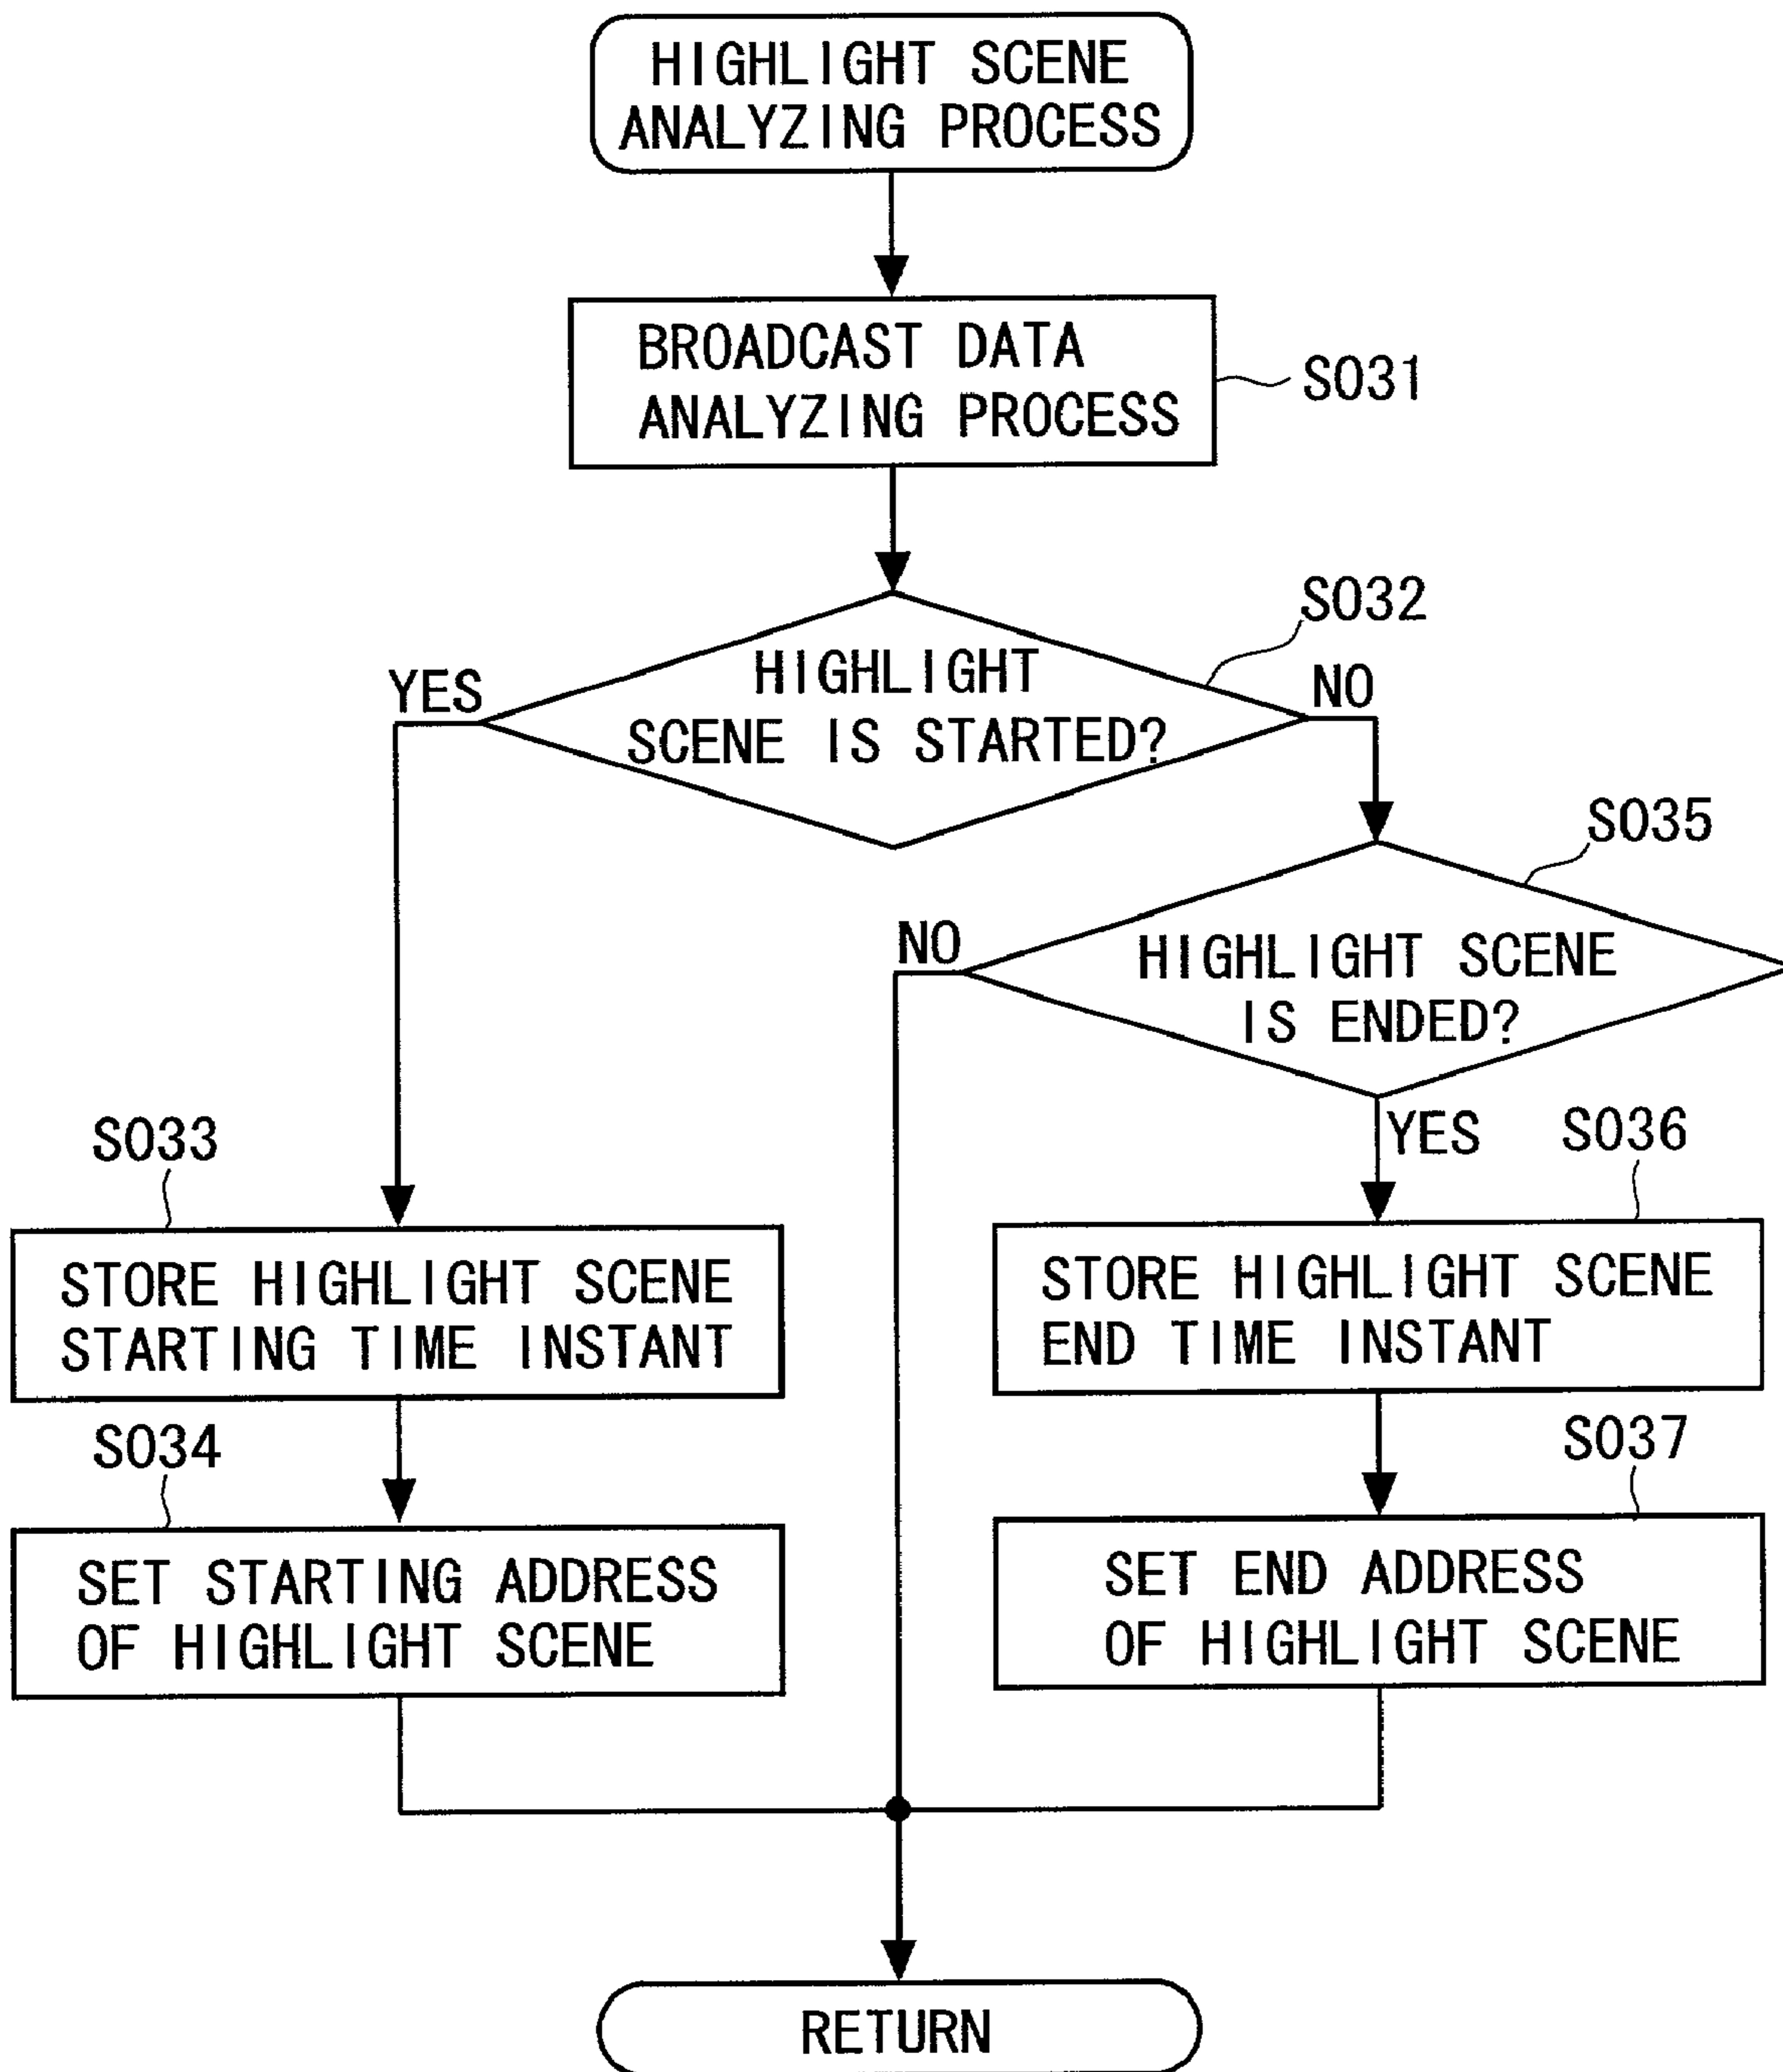 HIGHLIGHT SCENE
ANALYZING PROCESS
BROADCAST DATA
ANALYZING PROCESS
S031
S032
HIGHLIGHT
SCENE IS STARTED?
YES
NO
S035
HIGHLIGHT SCENE
IS ENDED?
NO
YES
S033
STORE HIGHLIGHT SCENE
STARTING TIME INSTANT
S036
STORE HIGHLIGHT SCENE
END TIME INSTANT
S034
SET STARTING ADDRESS
OF HIGHLIGHT SCENE
S037
SET END ADDRESS
OF HIGHLIGHT SCENE
RETURN